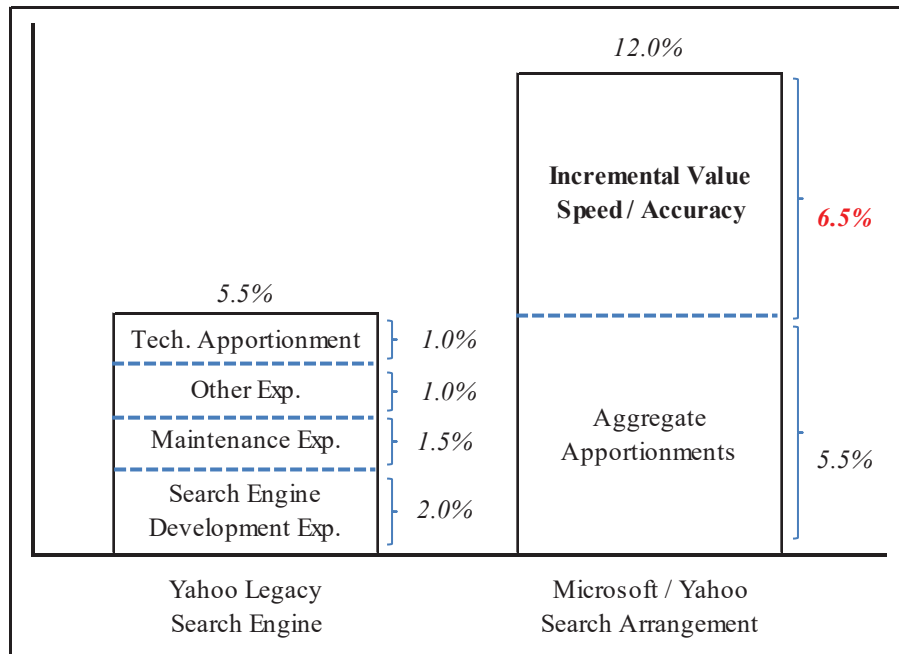 12.0%
Incremental Value
Speed / Accuracy
6.5%
5.5%
Tech. Apportionment
1.0%
Other Exp.
1.0%
Maintenance Exp.
1.5%
Search Engine
Development Exp.
2.0%
Aggregate
Apportionments
5.5%
Yahoo Legacy
Search Engine
Microsoft / Yahoo
Search Arrangement